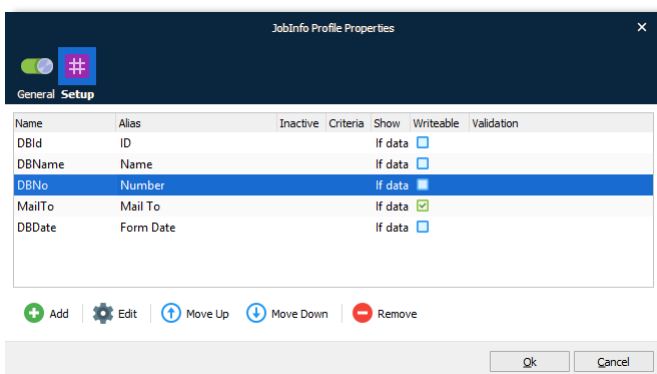 JobInfo Profile Properties
General Setup
Name Alias Inactive Criteria Show Writeable Validation
DBId ID If data
DBName Name If data
DBNo Number If data
MailTo Mail To If data
DBDate Form Date If data
Add Edit Move Up Move Down Remove
Ok Cancel